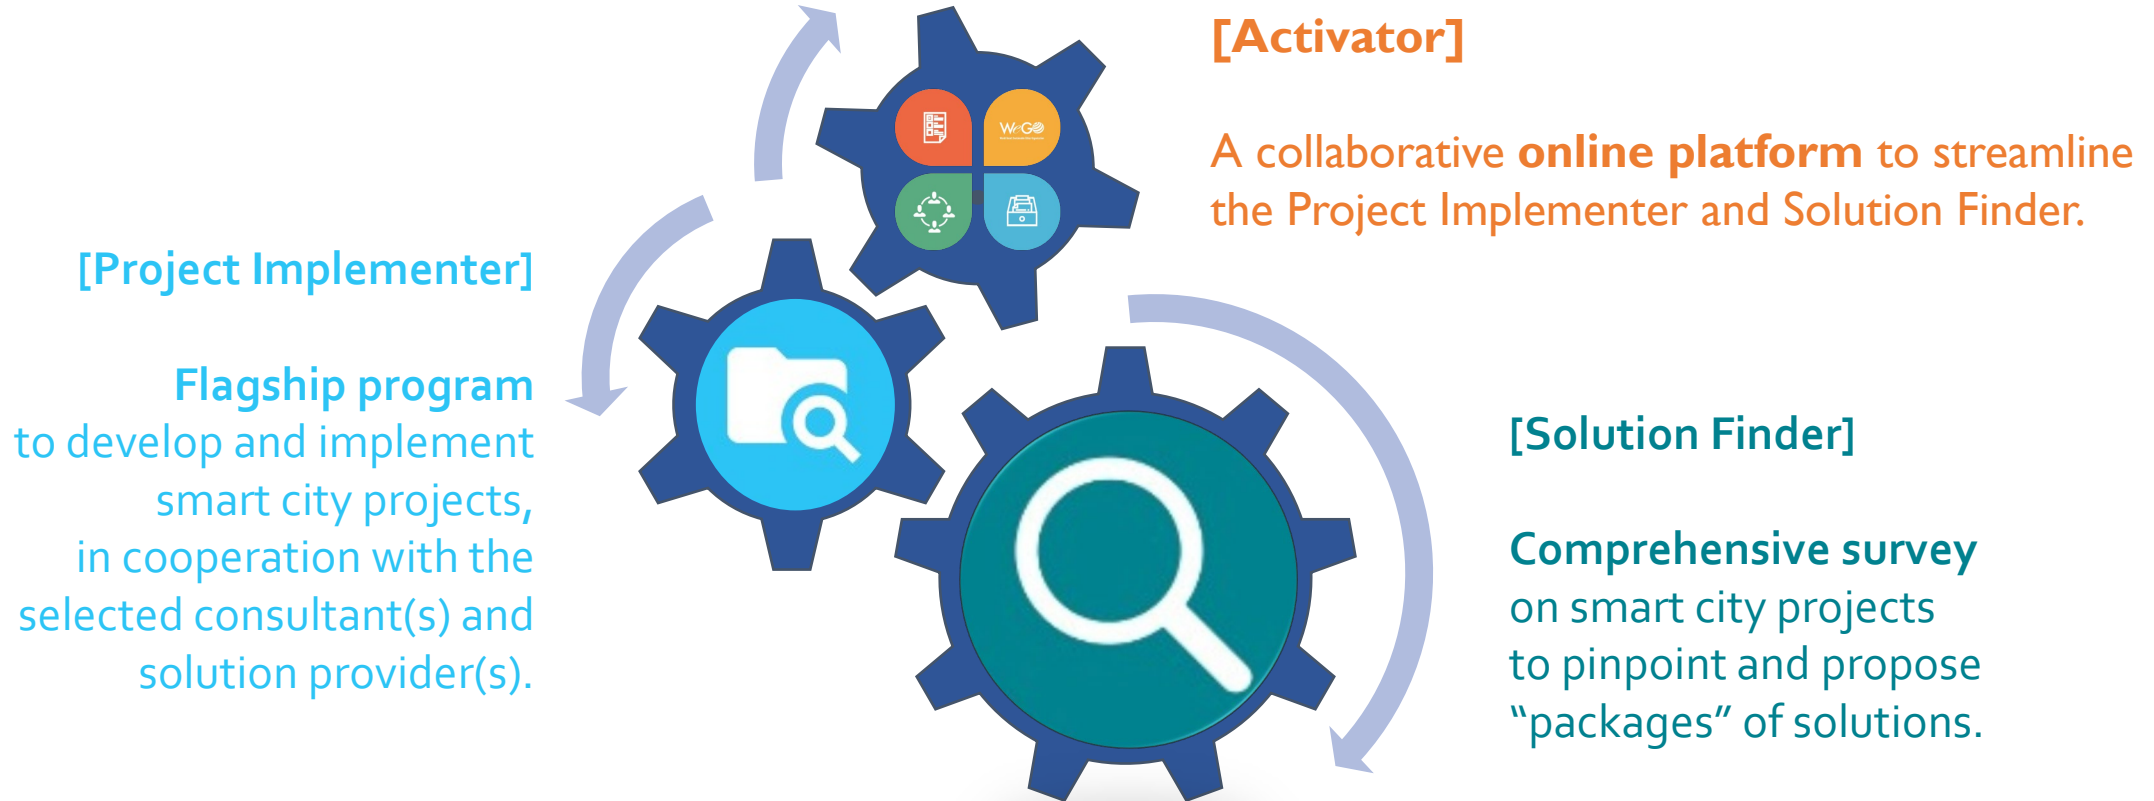 [Activator]
A collaborative online platform to streamline
the Project Implementer and Solution Finder.
WeGO
[Project Implementer]
Flagship program
to develop and implement
smart city projects,
in cooperation with the
selected consultant(s) and
solution provider(s).
[Solution Finder]
Comprehensive survey
on smart city projects
to pinpoint and propose
“packages” of solutions.